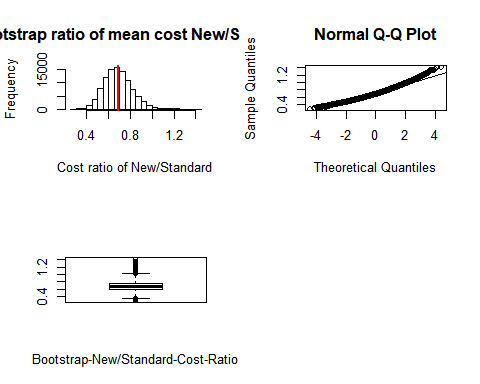 otstrap ratio of mean cost New/S
Frequency
0
15000
0.4
0.8
1.2
Cost ratio of New/Standard
Normal Q-Q Plot
Sample Quantiles
0.4
1.2
-4
-2
0
2
4
Theoretical Quantiles
0.4
1.2
Bootstrap-New/Standard-Cost-Ratio